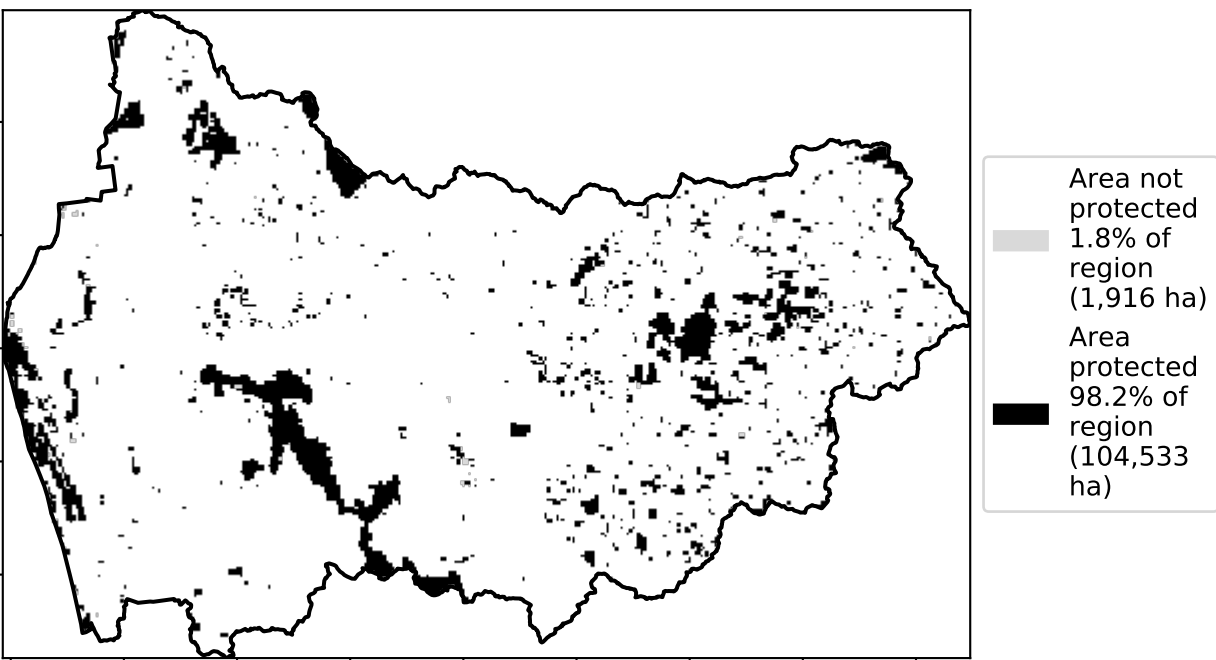 Area not
protected
1.8% of
region
(1,916 ha)
Area
protected
98.2% of
region
(104,533
ha)